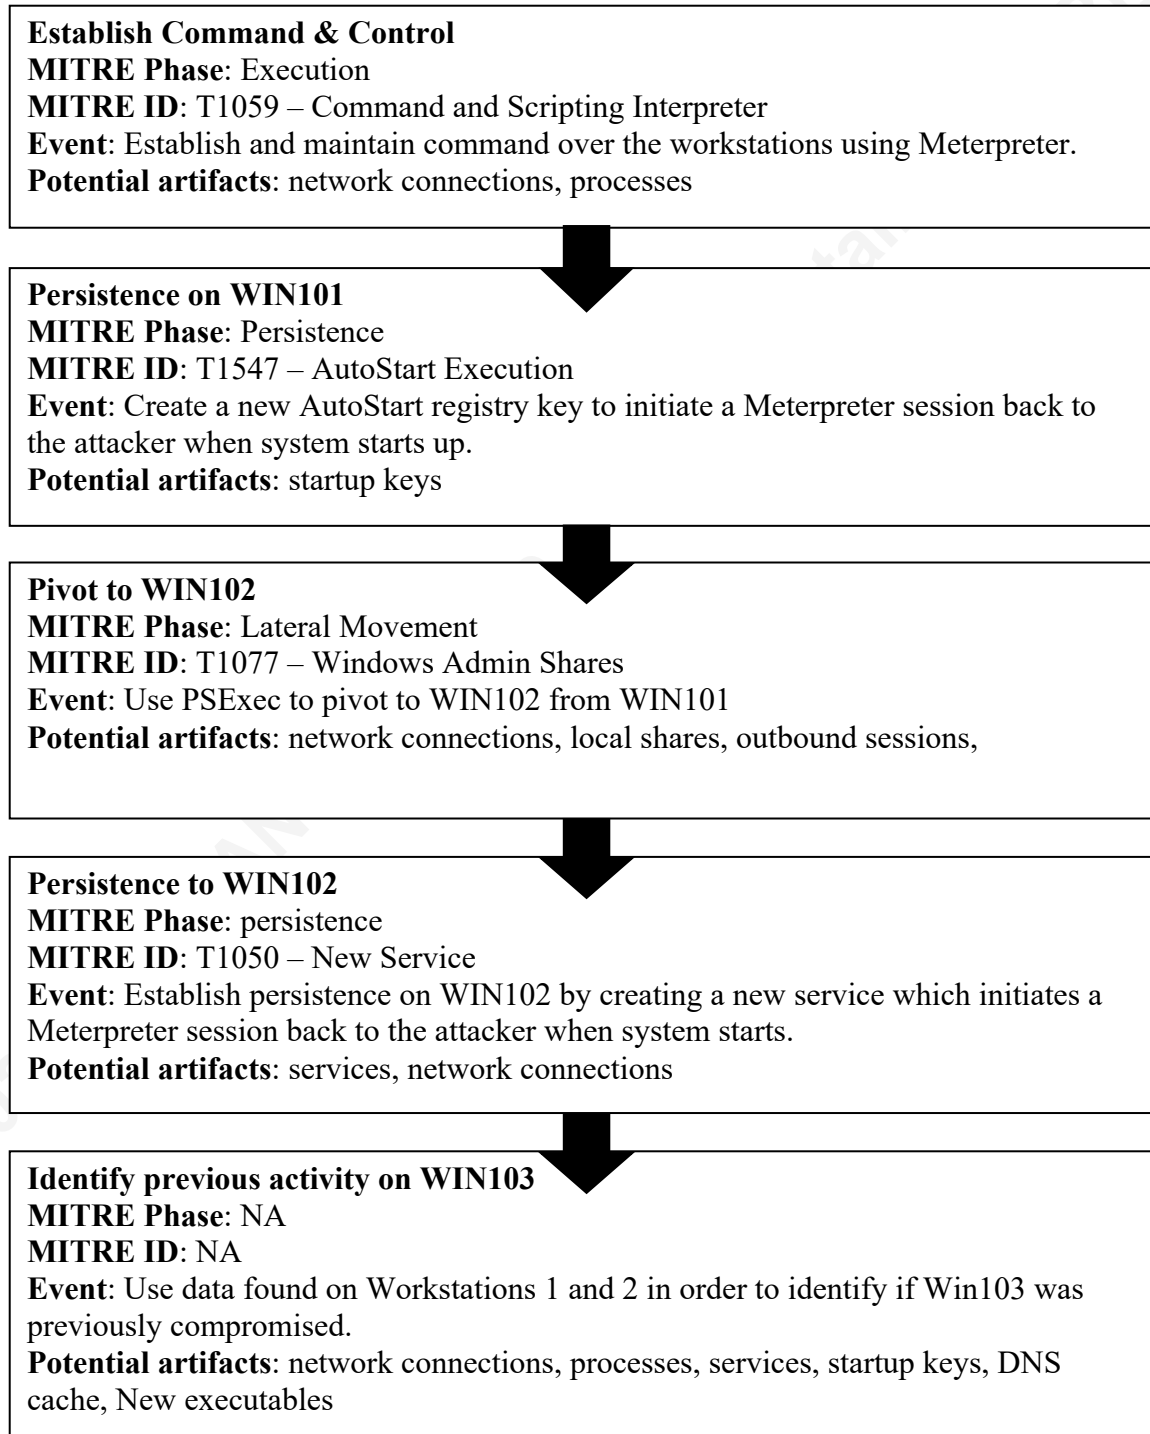 Establish Command & Control
MITRE Phase: Execution
MITRE ID: T1059 – Command and Scripting Interpreter
Event: Establish and maintain command over the workstations using Meterpreter.
Potential artifacts: network connections, processes
Persistence on WIN101
MITRE Phase: Persistence
MITRE ID: T1547 – AutoStart Execution
Event: Create a new AutoStart registry key to initiate a Meterpreter session back to
the attacker when system starts up.
Potential artifacts: startup keys
Pivot to WIN102
MITRE Phase: Lateral Movement
MITRE ID: T1077 – Windows Admin Shares
Event: Use PSExec to pivot to WIN102 from WIN101
Potential artifacts: network connections, local shares, outbound sessions,
Persistence to WIN102
MITRE Phase: persistence
MITRE ID: T1050 – New Service
Event: Establish persistence on WIN102 by creating a new service which initiates a
Meterpreter session back to the attacker when system starts.
Potential artifacts: services, network connections
Identify previous activity on WIN103
MITRE Phase: NA
MITRE ID: NA
Event: Use data found on Workstations 1 and 2 in order to identify if Win103 was
previously compromised.
Potential artifacts: network connections, processes, services, startup keys, DNS
cache, New executables